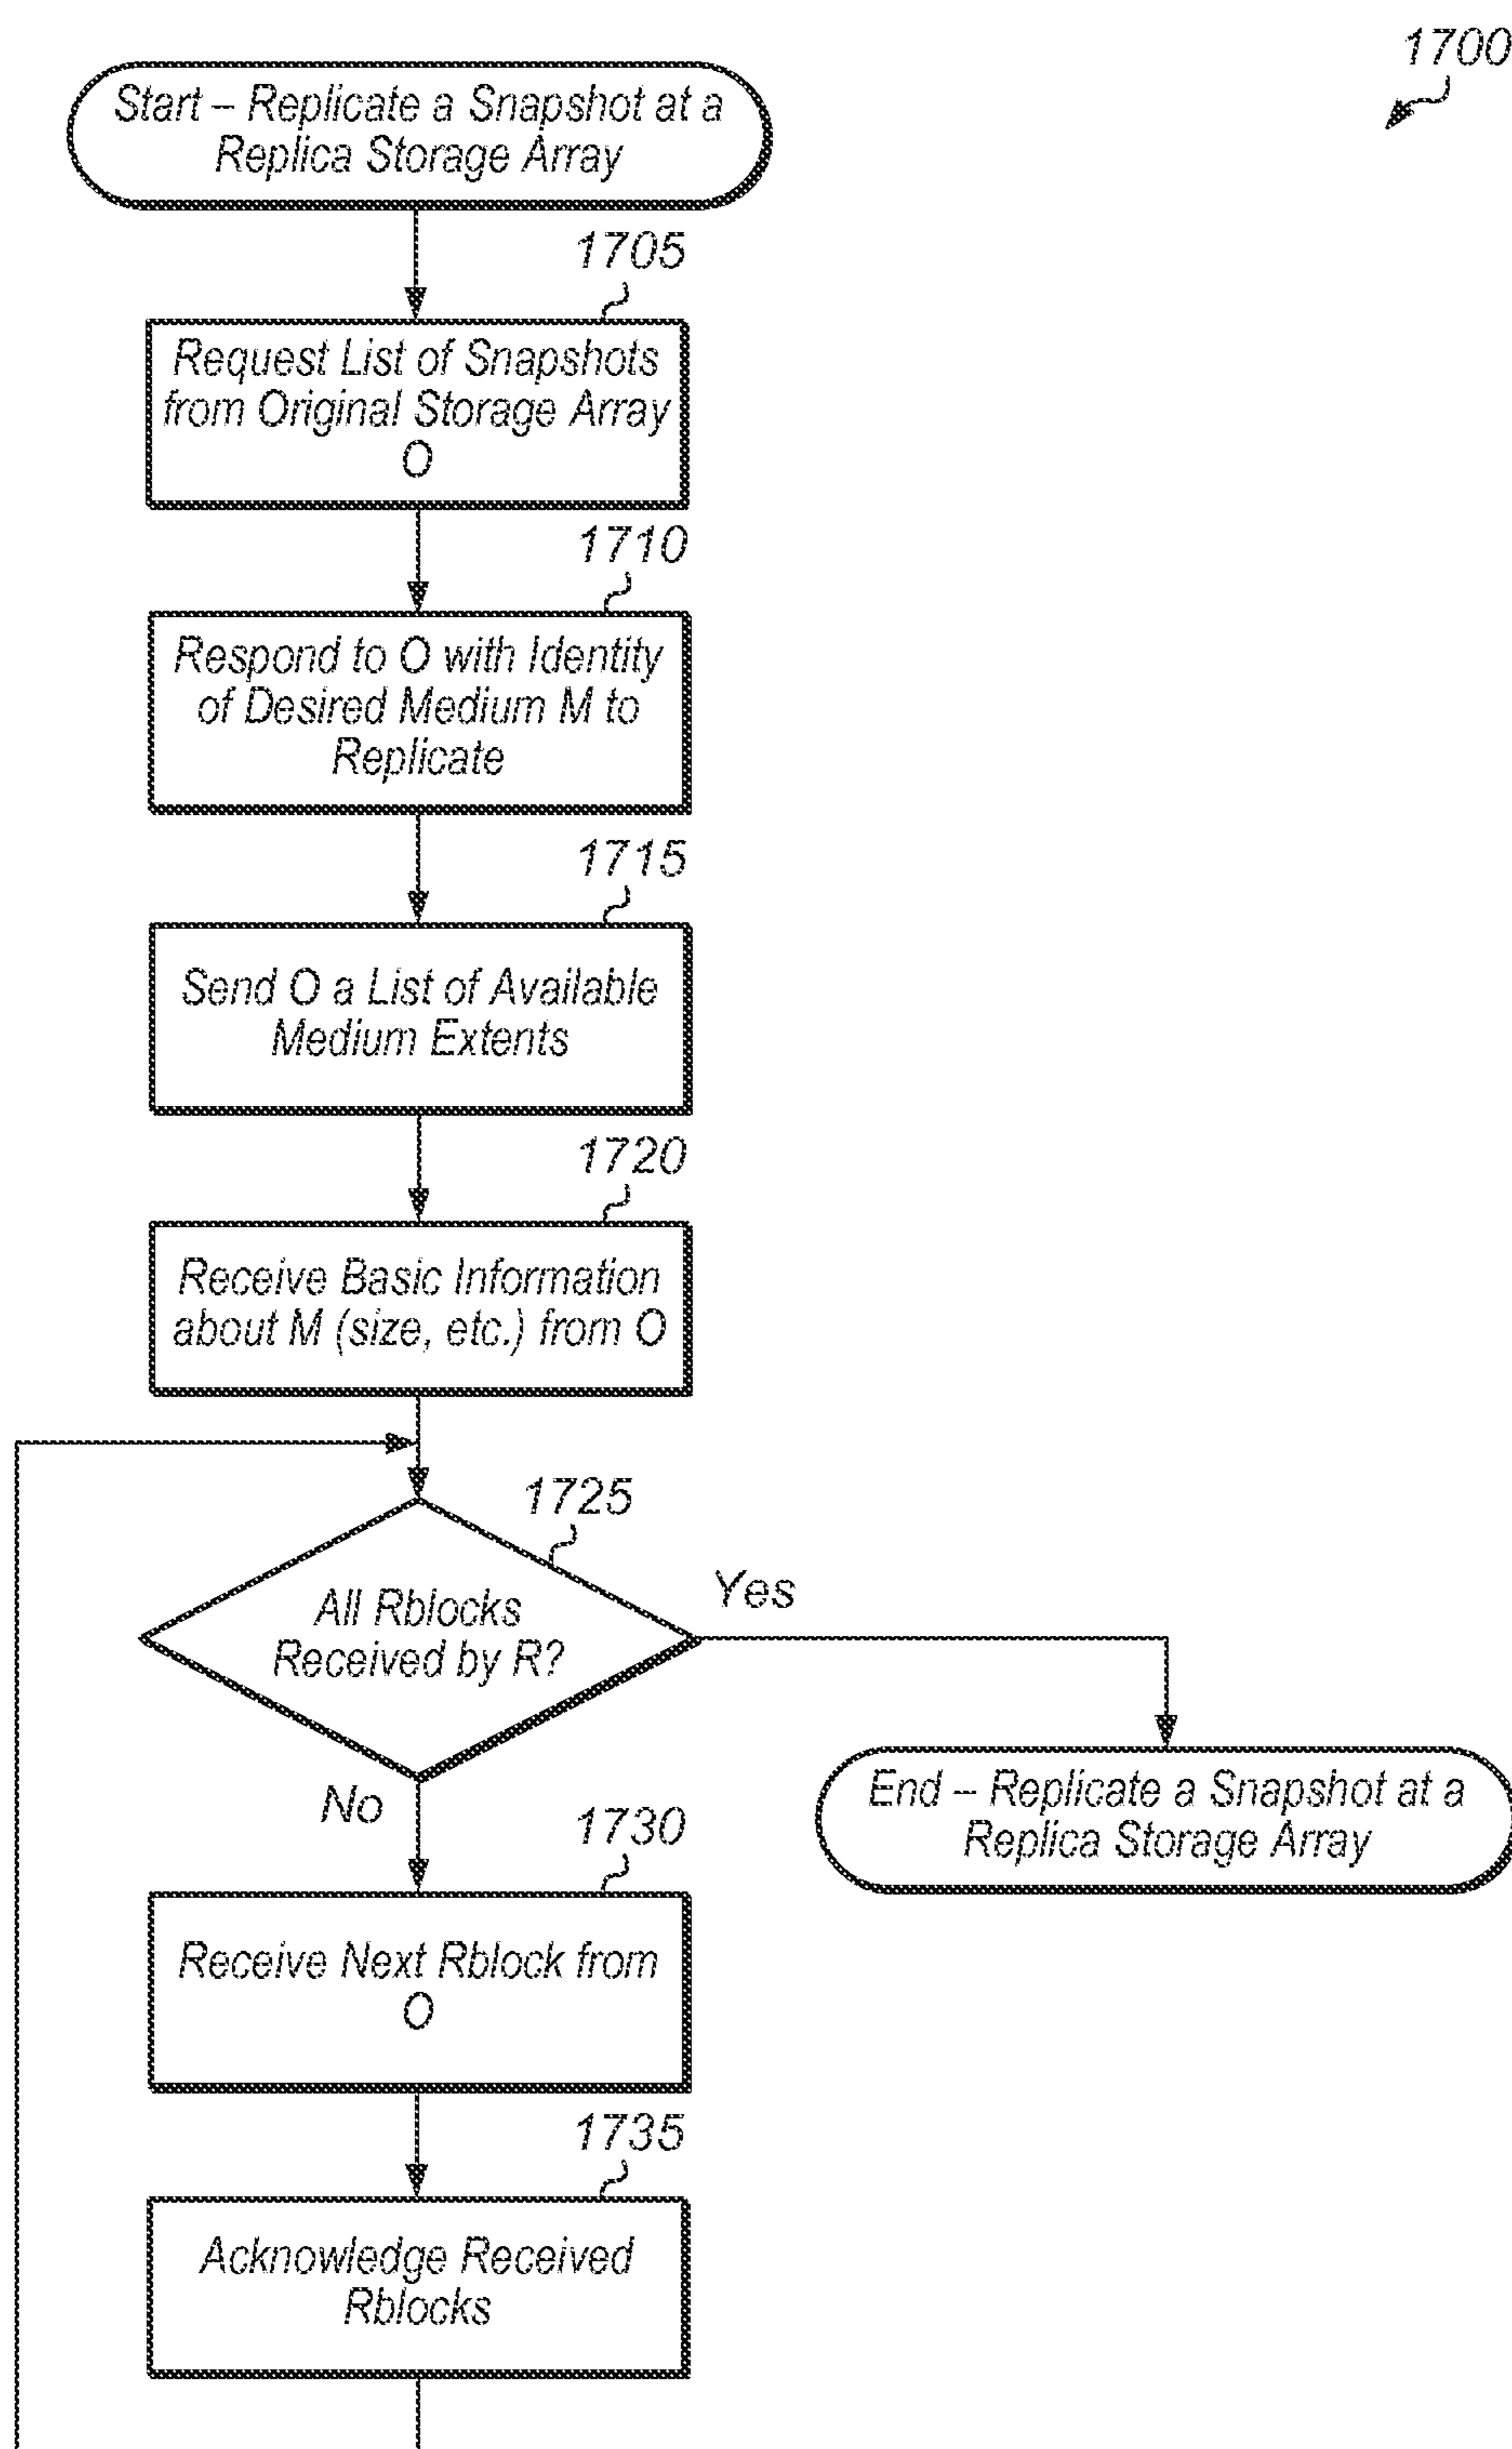 1700
Start – Replicate a Snapshot at a
Replica Storage Array
1705
Request List of Snapshots
from Original Storage Array
O
1710
Respond to O with Identity
of Desired Medium M to
Replicate
1715
Send O a List of Available
Medium Extents
1720
Receive Basic Information
about M (size, etc.) from O
1725
All Rblocks
Received by R?
Yes
No
End – Replicate a Snapshot at a
Replica Storage Array
1730
Receive Next Rblock from
O
1735
Acknowledge Received
Rblocks